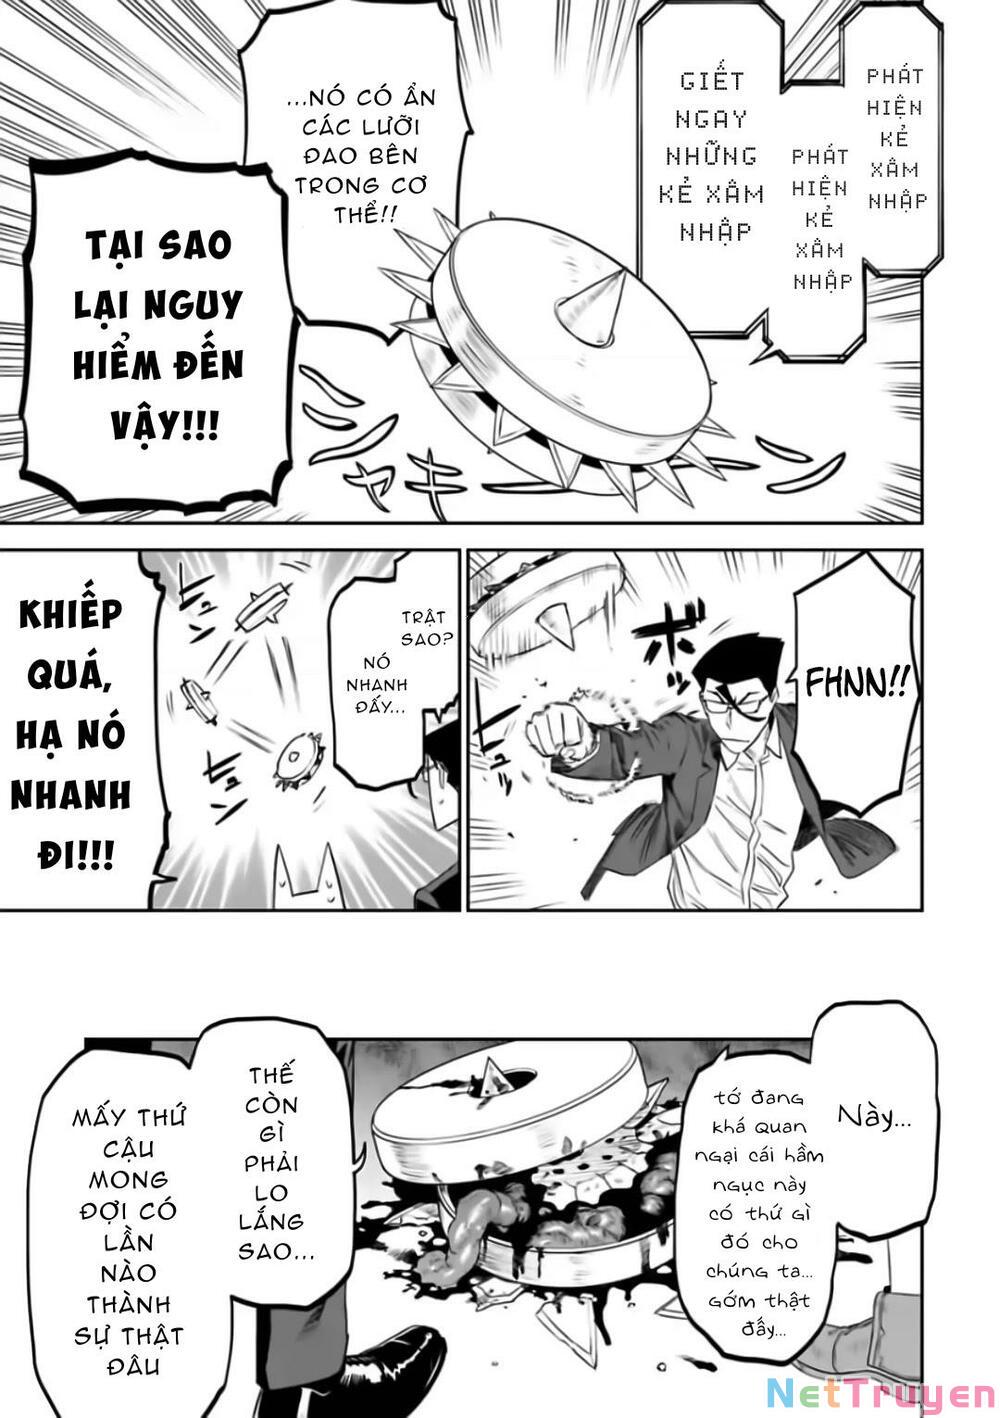 PHÁT
HIỆN
KẺ
XÂM
NHẬP
PHÁT
HIỆN
KẺ
XÂM
NHẬP
GIẾT
NGAY
NHỮNG
KẺ XÂM
NHẬP
...NÓ CÓ ẨN
CÁC LƯỠI
ĐAO BÊN
TRONG CƠ
THỂ!!
TẠI SAO
LẠI NGUY
HIỂM ĐẾN
VẬY!!!
ジャキン
FHNN!!
TRẬT
SAO?
NÓ
NHANH
ĐẤY...
KHIẾP
QUÁ,
HẠ NÓ
NHANH
ĐI!!!
Này...
tớ đang
khá quan
ngại cái hầm
ngục này
có thứ gì
đó cho
chúng ta...
Gớm thật
đấy...
THẾ
CÒN
GÌ
PHẢI
LO
LẮNG
SAO...
MẤY THỨ
CẬU
MONG
ĐỢI CÓ
LẦN
NÀO
THÀNH
SỰ THẬT
ĐÂU
NetTruyen